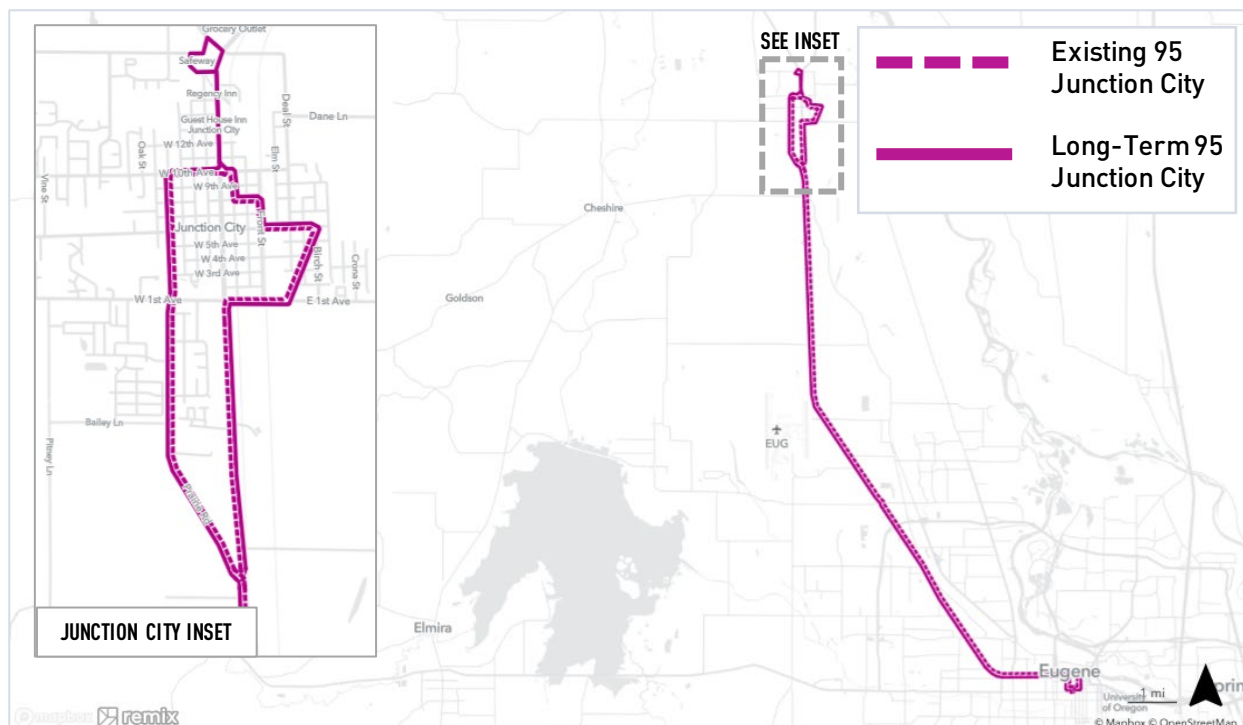 Grocery Outlet
Safeway
Regency Inn
Guest House Inn
Junction City
W 12th Ave
Deal St
Dane Ln
Oak St
Elm St
W 10th Ave
W 9th Ave
Vine St
Front St
Junction City
W 5th Ave
W 4th Ave
W 3rd Ave
Birch St
Crona St
W 1st Ave
E 1st Ave
Bailey Ln
Pitney Ln
Prairie Rd
JUNCTION CITY INSET
SEE INSET
Existing 95
Junction City
Long-Term 95
Junction City
Cheshire
Goldson
EUG
Elmira
Eugene
University
of Oregon
1 mi
Sprin
mapbox remix
© Mapbox © OpenStreetMap